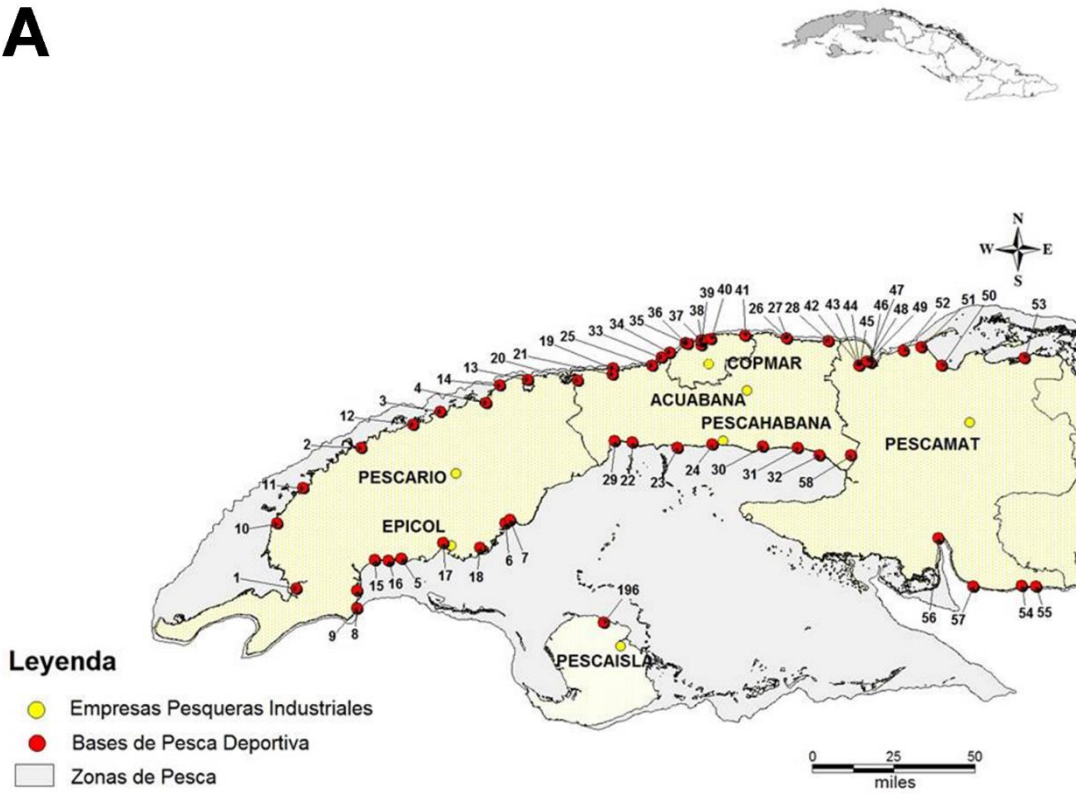 A
N
W E
S
39 40 41
47
36 37 38 26 27 28 42 43 44 46 48 49 52 51 50 53
45
19 25 33 34 35
20 21
14 13
3 4
12
2
11
10
1
COPMAR
ACUABANA
PESCAHABANA
PESCAMAT
PESCARIO
EPICOL
29 22 23 24 30 31 32 58
15 16 5 17 18 6 7
9 8
196
56 57 54 55
PESCAISLA
Leyenda
Empresas Pesqueras Industriales
Bases de Pesca Deportiva
Zonas de Pesca
0 25 50
miles